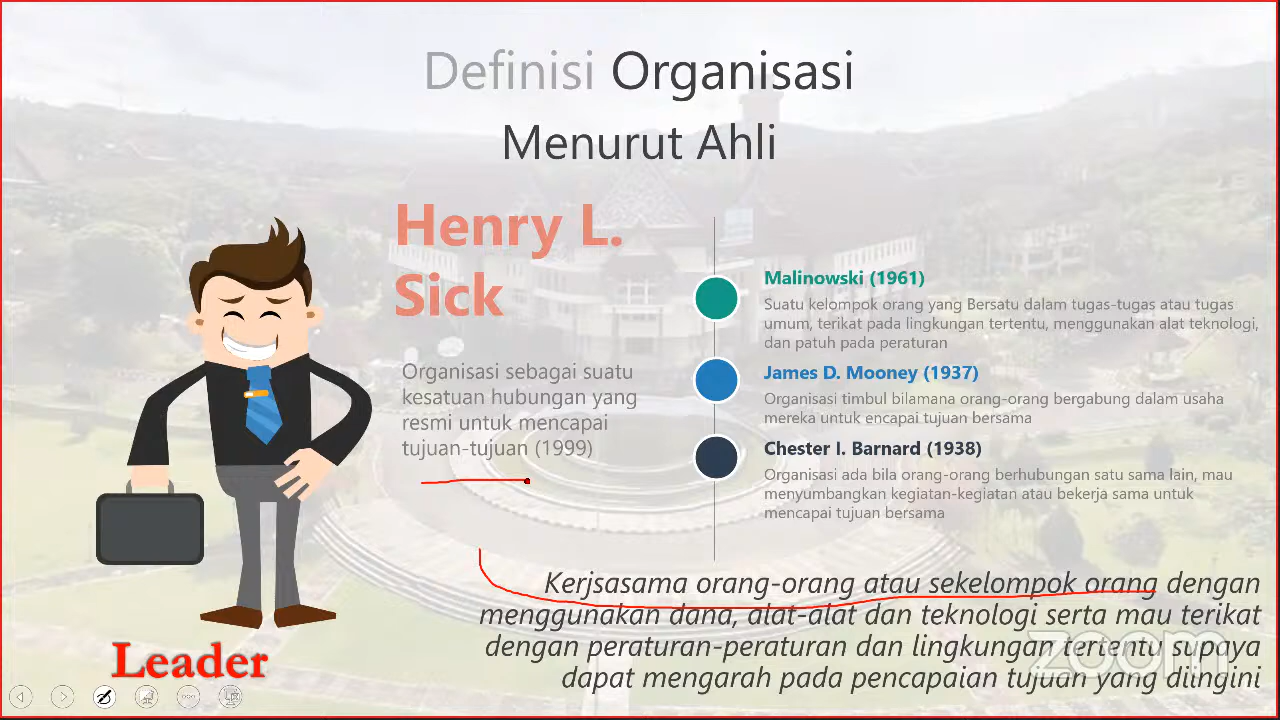 Definisi Organisasi
Menurut Ahli
Henry L.
Sick
Organisasi sebagai suatu
kesatuan hubungan yang
resmi untuk mencapai
tujuan-tujuan (1999)
Malinowski (1961)
Suatu kelompok orang yang Bersatu dalam tugas-tugas atau tugas
umum, terikat pada lingkungan tertentu, menggunakan alat teknologi,
dan patuh pada peraturan
James D. Mooney (1937)
Organisasi timbul bilamana orang-orang bergabung dalam usaha
mereka untuk encapai tujuan bersama
Chester I. Barnard (1938)
Organisasi ada bila orang-orang berhubungan satu sama lain, mau
menyumbangkan kegiatan-kegiatan atau bekerja sama untuk
mencapai tujuan bersama
Kerjsasama orang-orang atau sekelompok orang dengan
menggunakan dana, alat-alat dan teknologi serta mau terikat
dengan peraturan-peraturan dan lingkungan tertentu supaya
dapat mengarah pada pencapaian tujuan yang diingini
Leader
zoom